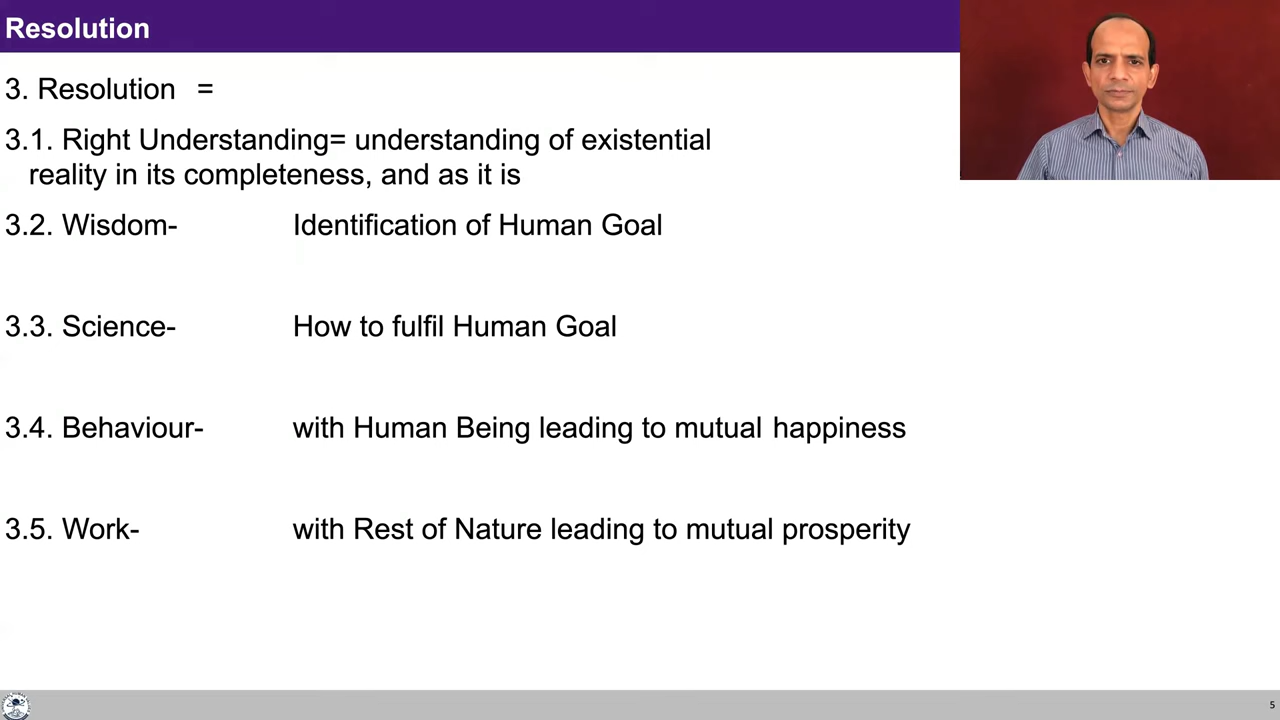 Resolution
3. Resolution =
3.1. Right Understanding= understanding of existential
reality in its completeness, and as it is
3.2. Wisdom- Identification of Human Goal
3.3. Science- How to fulfil Human Goal
3.4. Behaviour- with Human Being leading to mutual happiness
3.5. Work- with Rest of Nature leading to mutual prosperity
5